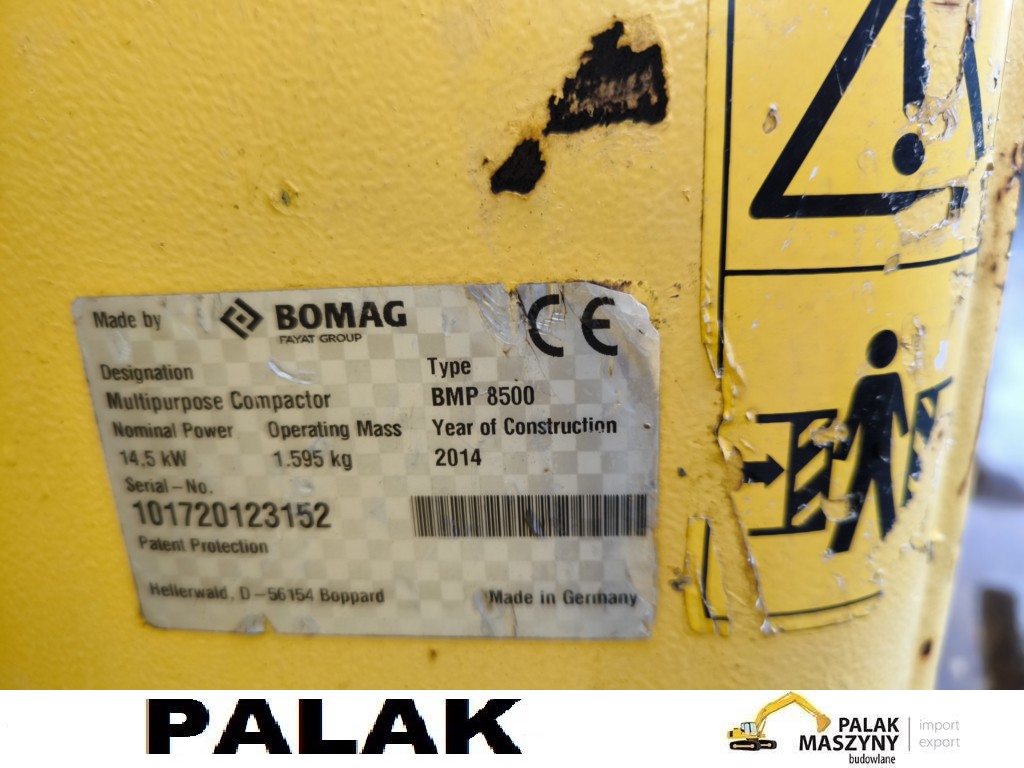 Made by BOMAG CE
FAYAT GROUP
Designation Type
Multipurpose Compactor BMP 8500
Nominal Power Operating Mass Year of Construction
14.5 kW 1.595 kg 2014
Serial-No.
101720123152
Patent Protection
Hellerwald, D-56154 Boppard Made in Germany
PALAK
PALAK
MASZYNY
budowlane
import
export